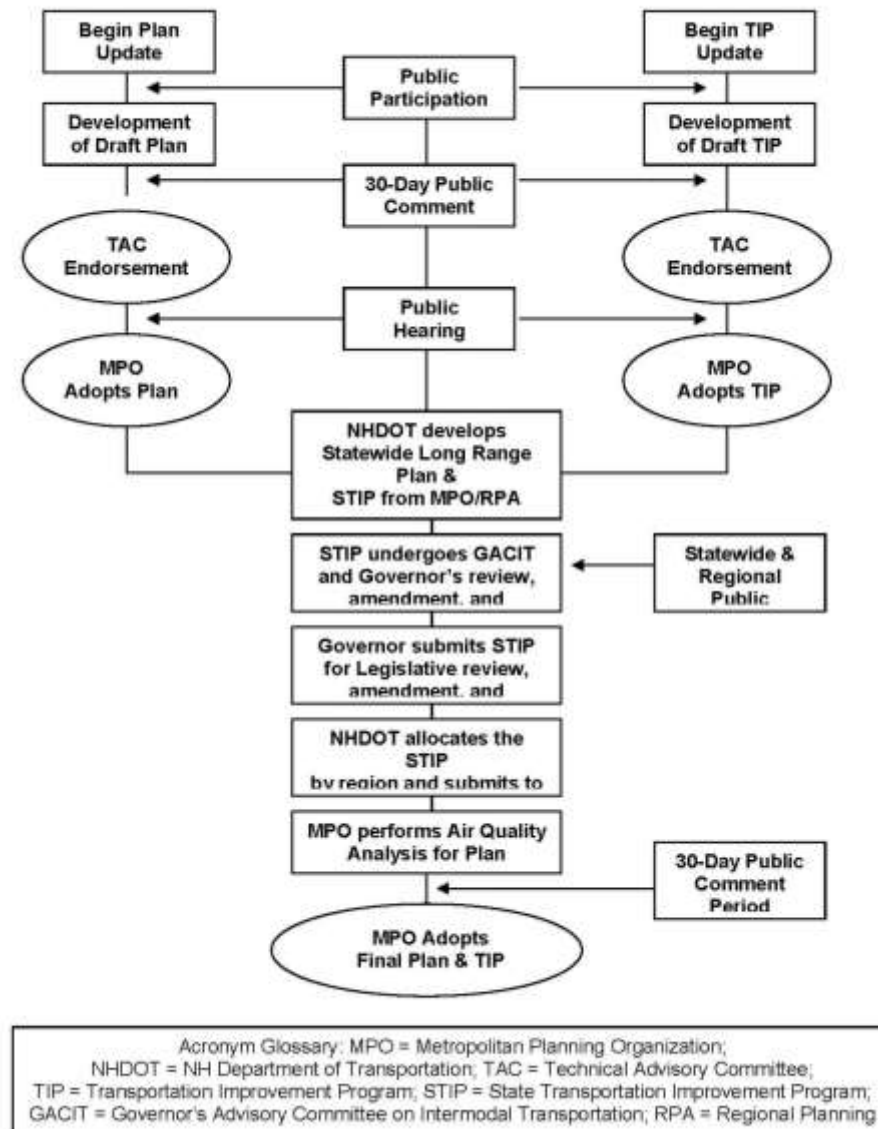 Begin Plan
Update
Begin TIP
Update
Public
Participation
Development
of Draft Plan
Development
of Draft TIP
30-Day Public
Comment
TAC
Endorsement
TAC
Endorsement
Public
Hearing
MPO
Adopts Plan
MPO
Adopts TIP
NHDOT develops
Statewide Long Range
Plan &
STIP from MPO/RPA
STIP undergoes GACIT
and Governor's review,
amendment, and
Statewide &
Regional
Public
Governor submits STIP
for Legislative review,
amendment, and
NHDOT allocates the
STIP
by region and submits to
MPO performs Air Quality
Analysis for Plan
30-Day Public
Comment
Period
MPO Adopts
Final Plan & TIP
Acronym Glossary: MPO = Metropolitan Planning Organization;
NHDOT = NH Department of Transportation; TAC = Technical Advisory Committee;
TIP = Transportation Improvement Program; STIP = State Transportation Improvement Program;
GACIT = Governor's Advisory Committee on Intermodal Transportation; RPA = Regional Planning